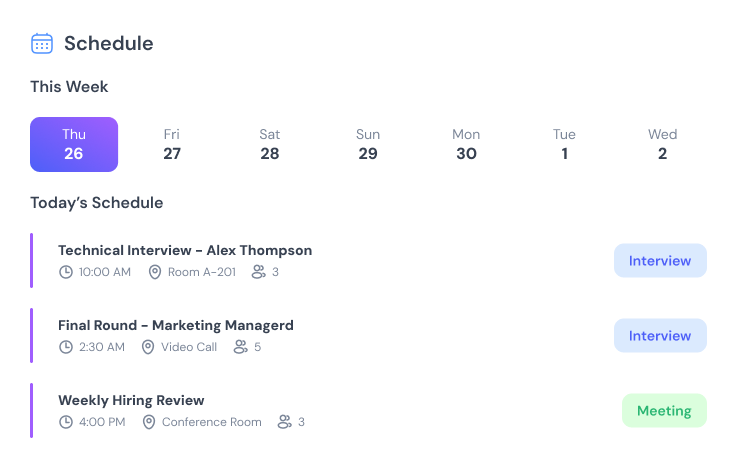 Schedule
This Week
Thu Fri Sat Sun Mon Tue Wed
26 27 28 29 30 1 2
Today’s Schedule
Technical Interview - Alex Thompson
10:00 AM Room A-201 3
Interview
Final Round - Marketing Managerd
2:30 AM Video Call 5
Interview
Weekly Hiring Review
4:00 PM Conference Room 3
Meeting